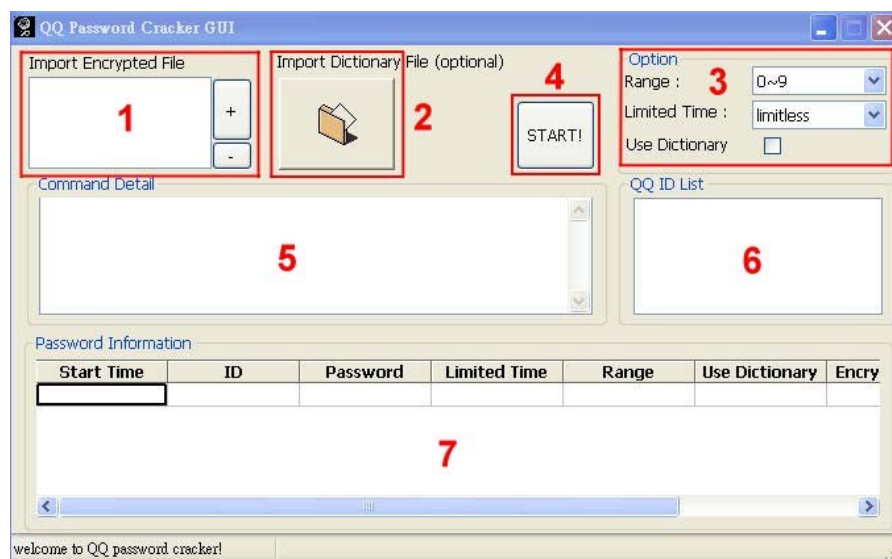 QQ Password Cracker GUI
Import Encrypted File
Import Dictionary File (optional)
1
+
-
2
4
START!
Option
Range :
3
0~9
Limited Time :
limitless
Use Dictionary
Command Detail
5
QQ ID List
6
Password Information
Start Time ID Password Limited Time Range Use Dictionary Encry
7
welcome to QQ password cracker!